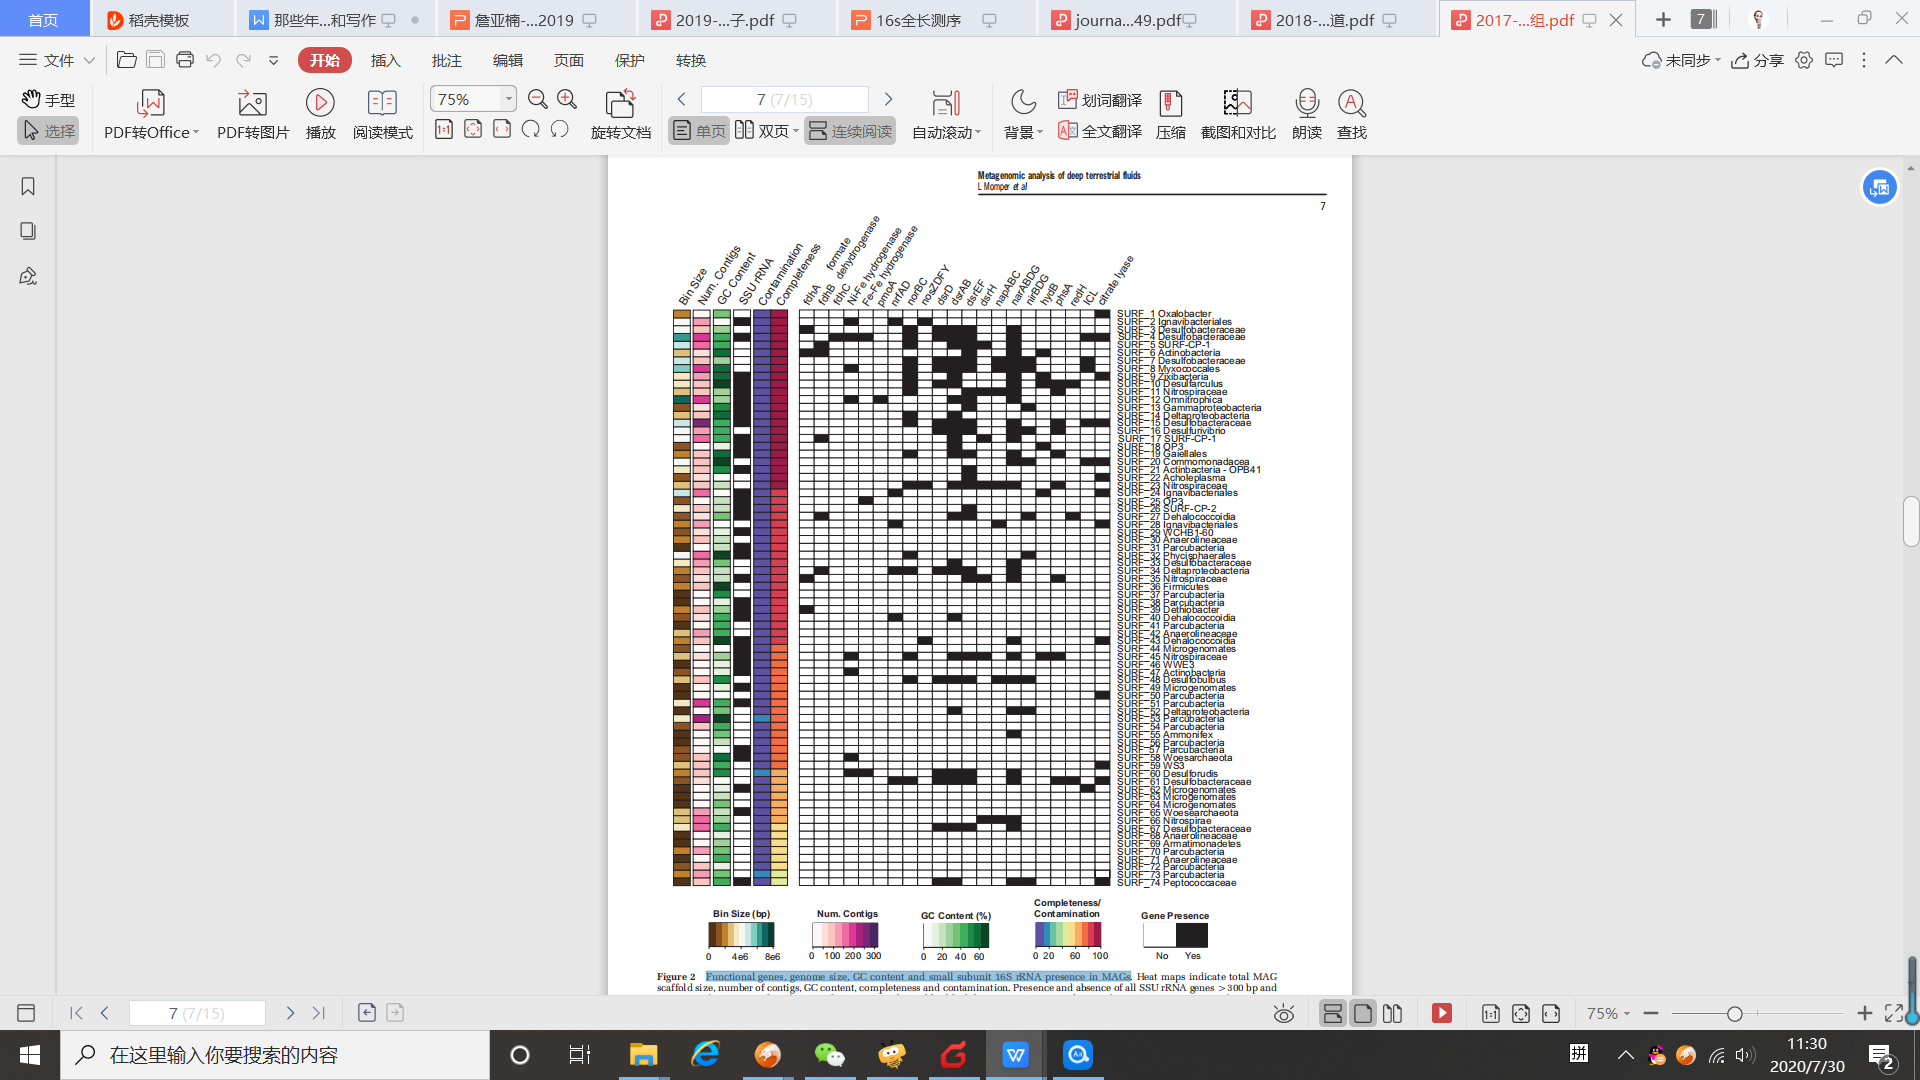 首页
稻壳模板
那些年...和写作
詹亚楠-...2019
2019-...子.pdf
16s全长测序
journa...49.pdf
2018-...道.pdf
2017-...组.pdf
7
文件
开始
插入
批注
编辑
页面
保护
转换
未同步
分享
手型
选择
PDF转Office
PDF转图片
播放
阅读模式
75%
旋转文档
7 (7/15)
单页
双页
连续阅读
自动滚动
背景
划词翻译
全文翻译
压缩
截图和对比
朗读
查找
Metagenomic analysis of deep terrestrial fluids
L Momper et al
7
Bin Size
Num. Contigs
GC Content
SSU rRNA
Contamination
Completeness
fdhA
fdhB
fdhC
formate
dehydrogenase
Ni-Fe hydrogenase
Fe-Fe hydrogenase
pmoA
nrfAD
norBC
nosZDFY
dsrD
dsrAB
dsrEF
dsrH
napABC
narABDG
nirBDG
hydB
phsA
redH
ICL
citrate lyase
SURF_1 Oxalobacter
SURF_2 Ignavibacteriales
SURF_3 Desulfobacteraceae
SURF_4 Desulfobacteraceae
SURF_5 SURF-CP-1
SURF_6 Actinobacteria
SURF_7 Desulfobacteraceae
SURF_8 Myxococcales
SURF_9 Zixibacteria
SURF_10 Desulfarculus
SURF_11 Nitrospiraceae
SURF_12 Omnitrophica
SURF_13 Gammaproteobacteria
SURF_14 Deltaproteobacteria
SURF_15 Desulfobacteraceae
SURF_16 Desulfurivibrio
SURF_17 SURF-CP-1
SURF_18 OP3
SURF_19 Gaiellales
SURF_20 Commomonadacea
SURF_21 Actinbacteria - OPB41
SURF_22 Acholeplasma
SURF_23 Nitrospiraceae
SURF_24 Ignavibacteriales
SURF_25 OP3
SURF_26 SURF-CP-2
SURF_27 Dehalococcoidia
SURF_28 Ignavibacteriales
SURF_29 WCHB1-60
SURF_30 Anaerolineaceae
SURF_31 Parcubacteria
SURF_32 Phycisphaerales
SURF_33 Desulfobacteraceae
SURF_34 Deltaproteobacteria
SURF_35 Nitrospiraceae
SURF_36 Firmicutes
SURF_37 Parcubacteria
SURF_38 Parcubacteria
SURF_39 Dethiobacter
SURF_40 Dehalococcoidia
SURF_41 Parcubacteria
SURF_42 Anaerolineaceae
SURF_43 Dehalococcoidia
SURF_44 Microgenomates
SURF_45 Nitrospiraceae
SURF_46 WWE3
SURF_47 Actinobacteria
SURF_48 Desulfobulbus
SURF_49 Microgenomates
SURF_50 Parcubacteria
SURF_51 Parcubacteria
SURF_52 Deltaproteobacteria
SURF_53 Parcubacteria
SURF_54 Parcubacteria
SURF_55 Ammonifex
SURF_56 Parcubacteria
SURF_57 Parcubacteria
SURF_58 Woesarchaeota
SURF_59 WS3
SURF_60 Desulforudis
SURF_61 Desulfobacteraceae
SURF_62 Microgenomates
SURF_63 Microgenomates
SURF_64 Microgenomates
SURF_65 Woesearchaeota
SURF_66 Nitrospirae
SURF_67 Desulfobacteraceae
SURF_68 Anaerolineaceae
SURF_69 Armatimonadetes
SURF_70 Parcubacteria
SURF_71 Anaerolineaceae
SURF_72 Parcubacteria
SURF_73 Parcubacteria
SURF_74 Peptococcaceae
Bin Size (bp)
0 4e6 8e6
Num. Contigs
0 100 200 300
GC Content (%)
0 20 40 60
Completeness/
Contamination
0 20 60 100
Gene Presence
No Yes
Figure 2 Functional genes, genome size, GC content and small subunit 16S rRNA presence in MAGs. Heat maps indicate total MAG
scaffold size, number of contigs, GC content, completeness and contamination. Presence and absence of all SSU rRNA genes >300 bp and
7 (7/15)
75%
在这里输入你要搜索的内容
拼
11:30
2020/7/30
2